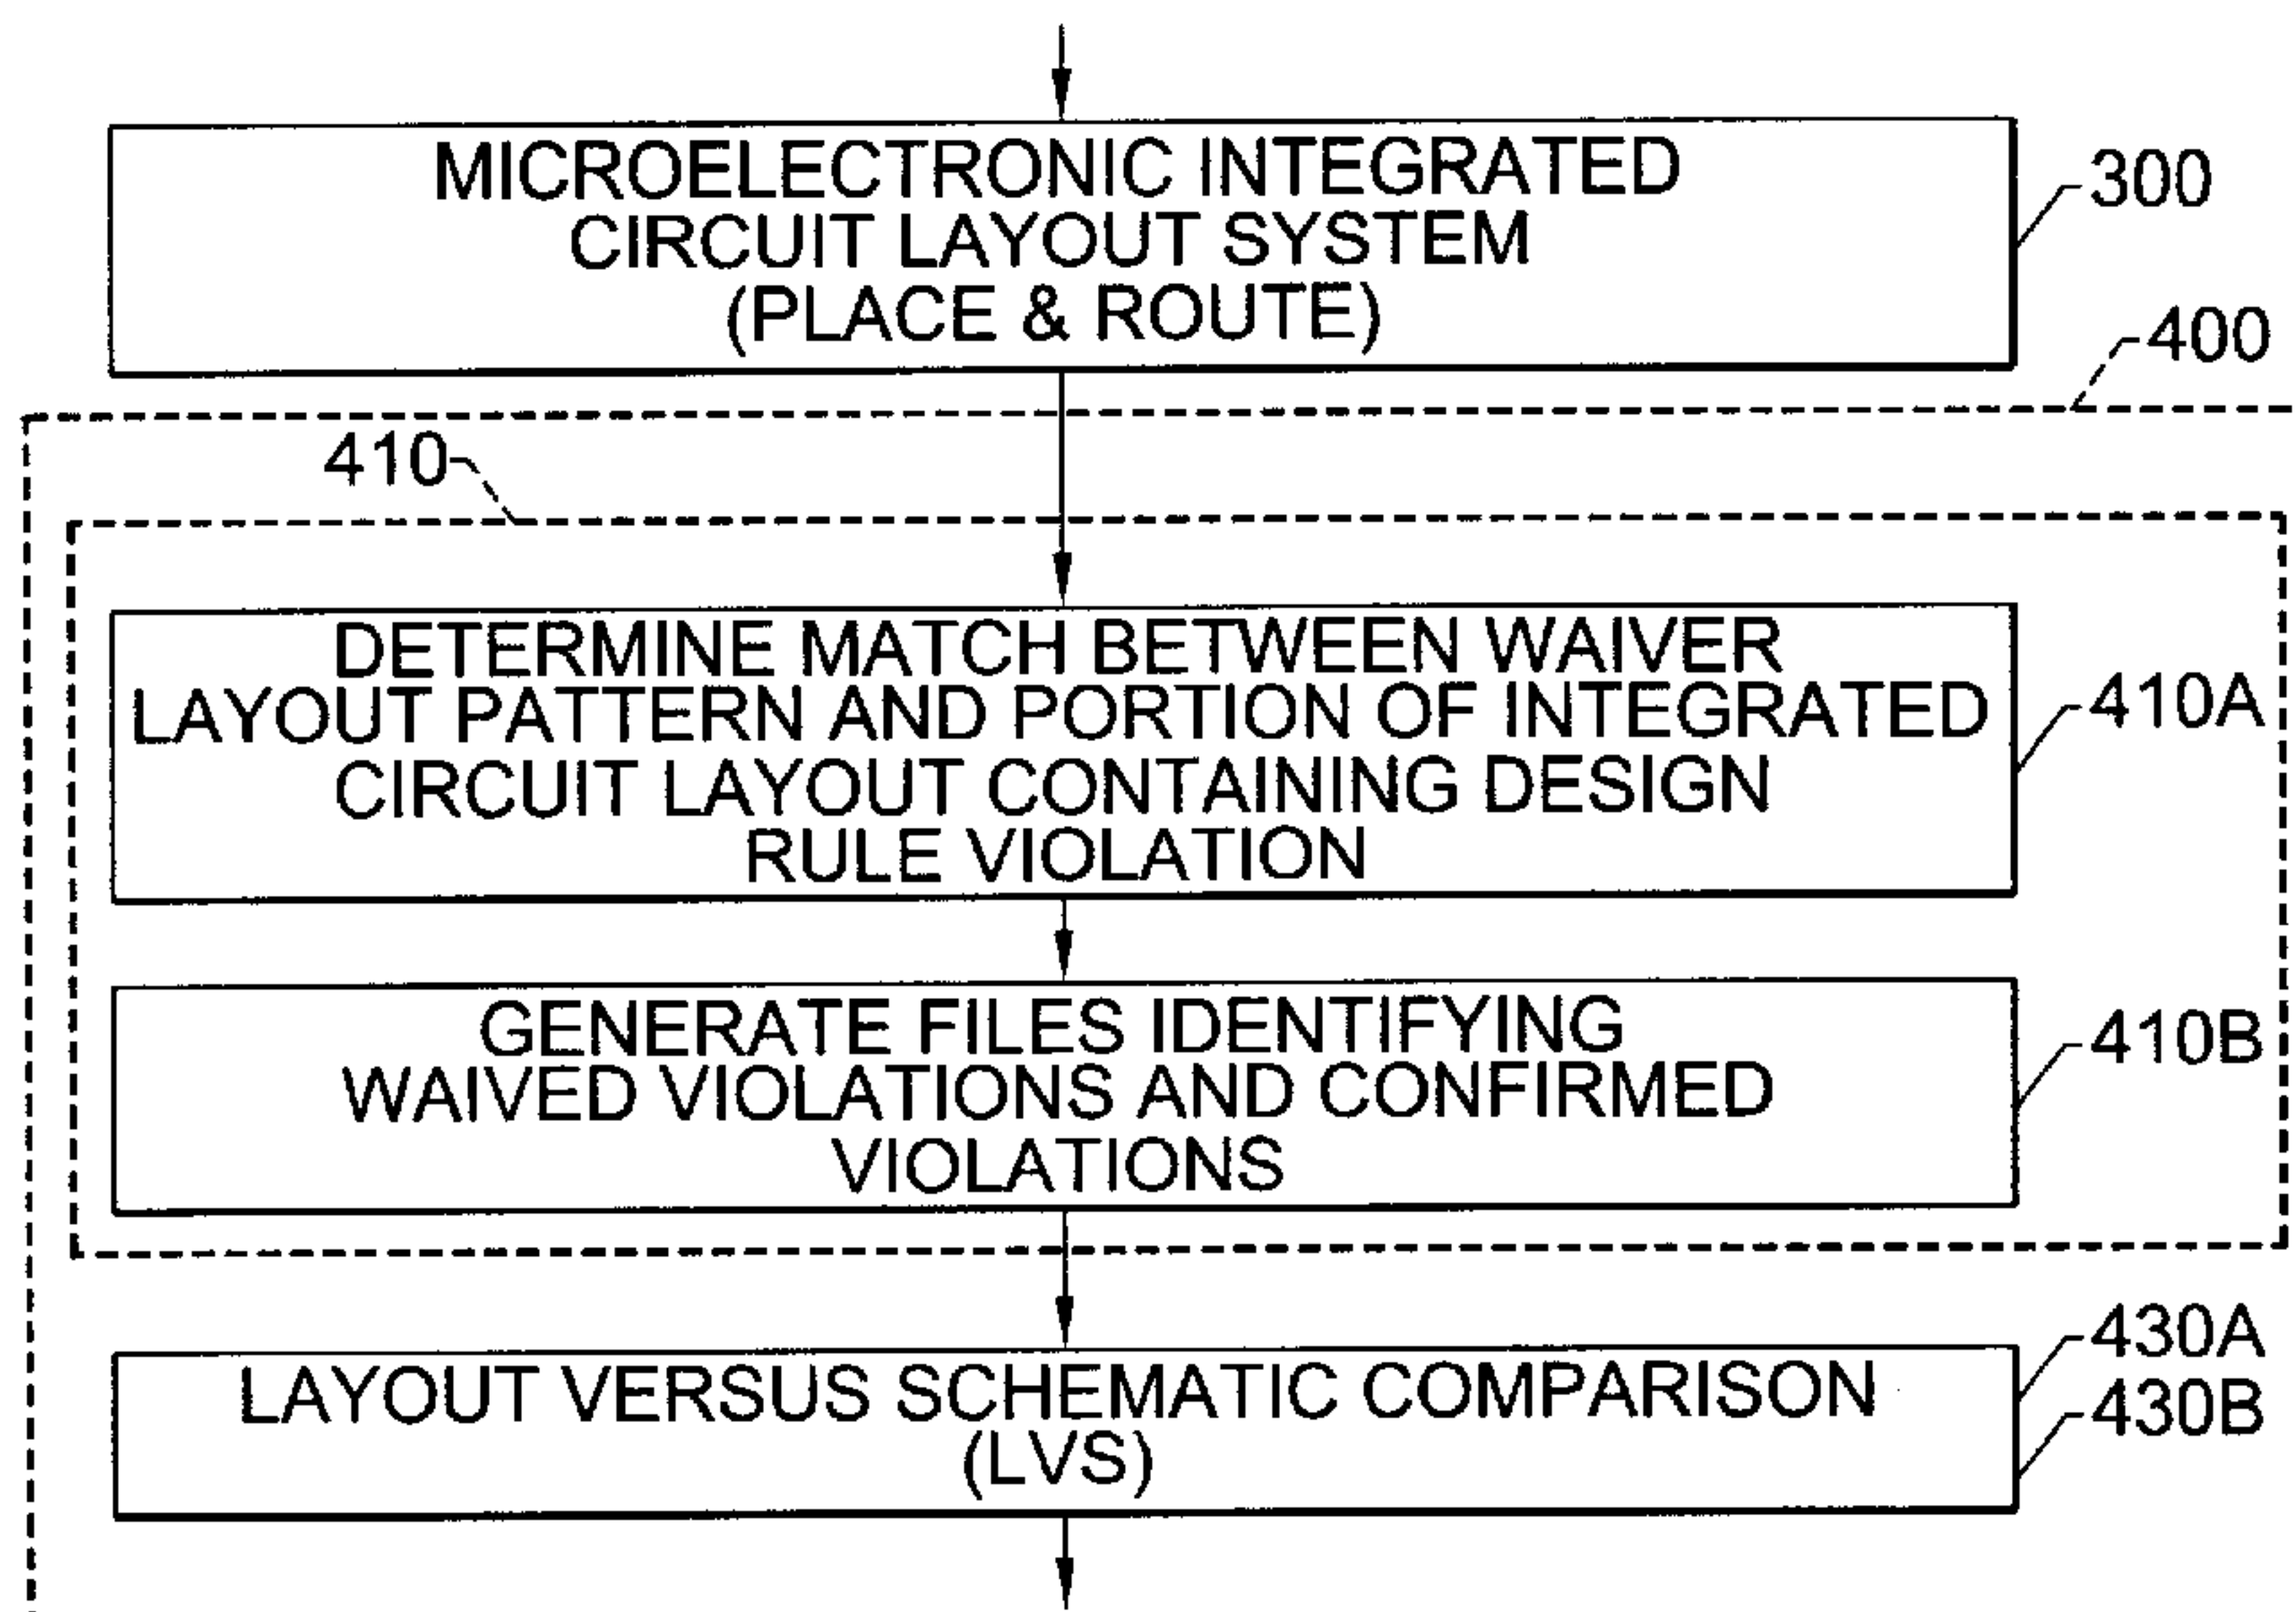 MICROELECTRONIC INTEGRATED
CIRCUIT LAYOUT SYSTEM
(PLACE & ROUTE)
300
400
410
DETERMINE MATCH BETWEEN WAIVER
LAYOUT PATTERN AND PORTION OF INTEGRATED
CIRCUIT LAYOUT CONTAINING DESIGN
RULE VIOLATION
410A
GENERATE FILES IDENTIFYING
WAIVED VIOLATIONS AND CONFIRMED
VIOLATIONS
410B
LAYOUT VERSUS SCHEMATIC COMPARISON
(LVS)
430A
430B